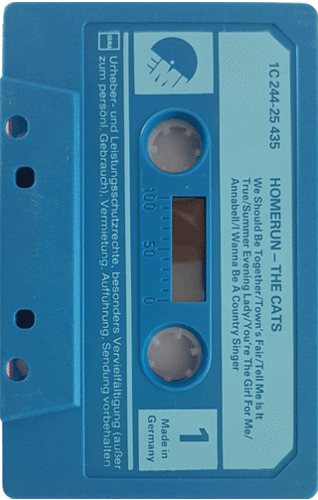 1C 244-25 435
HOMERUN – THE CATS
We Should Be Together/Town's Fair/Tell Me Is It
True/Summer Evening Lady/You're The Girl For Me/
Annabell/I Wanna Be A Country Singer
100 50 0
1
Made in
Germany
GEMA
Urheber- und Leistungsschutzrechte, besonders Vervielfältigung (außer
zum persönl. Gebrauch), Vermietung, Aufführung, Sendung vorbehalten